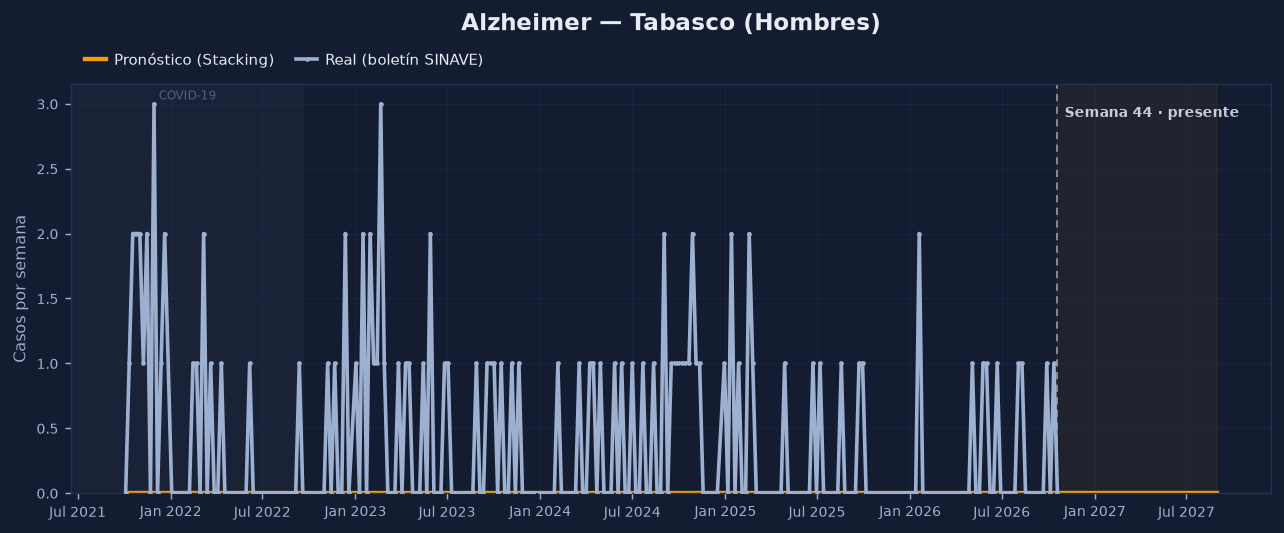 Alzheimer — Tabasco (Hombres)
Pronóstico (Stacking)
Real (boletín SINAVE)
COVID-19
Semana 44 · presente
Casos por semana
3.0
2.5
2.0
1.5
1.0
0.5
0.0
Jul 2021
Jan 2022
Jul 2022
Jan 2023
Jul 2023
Jan 2024
Jul 2024
Jan 2025
Jul 2025
Jan 2026
Jul 2026
Jan 2027
Jul 2027